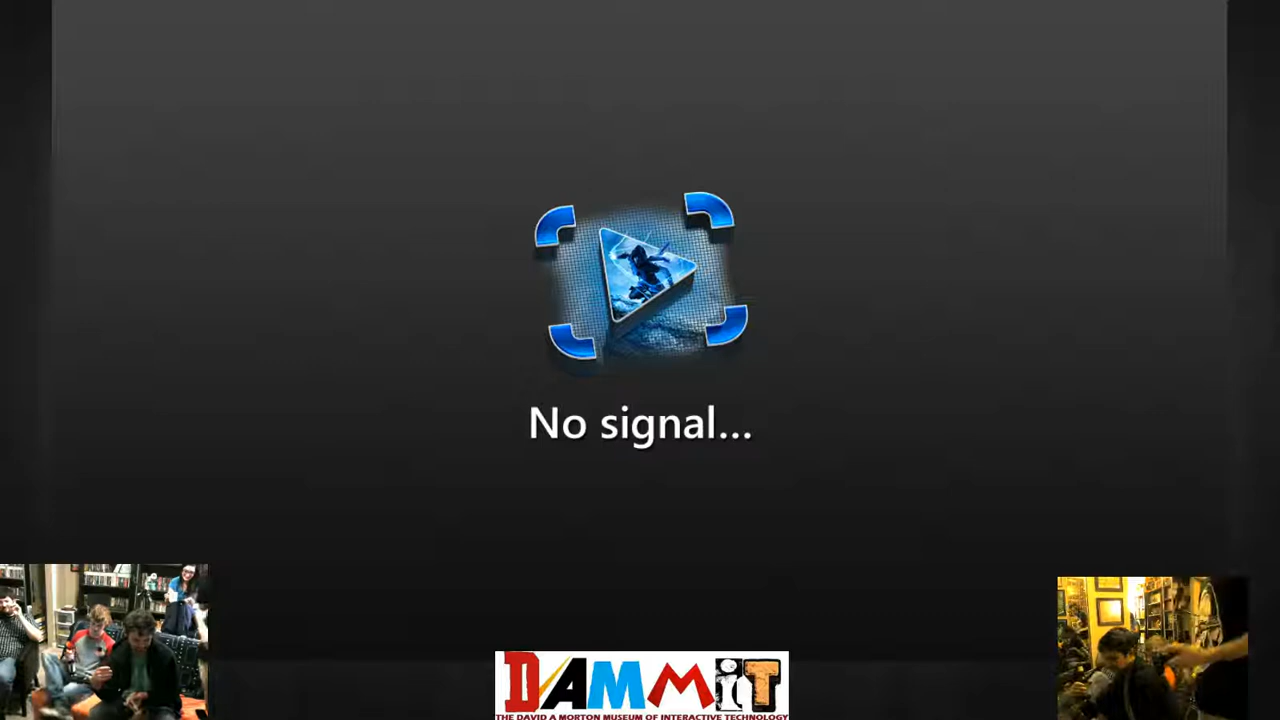 No signal...
DAMMiT
THE DAVID A MORTON MUSEUM OF INTERACTIVE TECHNOLOGY